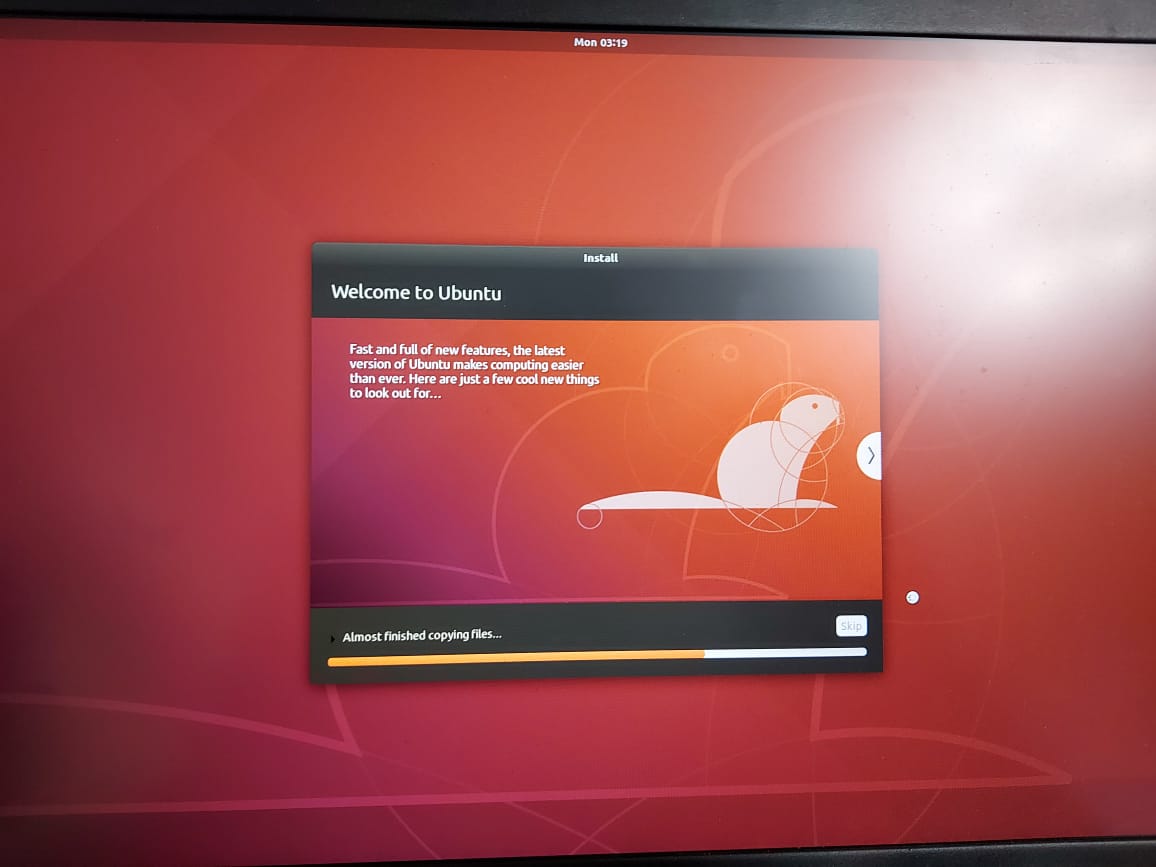 Mon 03:19
Install
Welcome to Ubuntu
Fast and full of new features, the latest
version of Ubuntu makes computing easier
than ever. Here are just a few cool new things
to look out for...
Skip
Almost finished copying files...